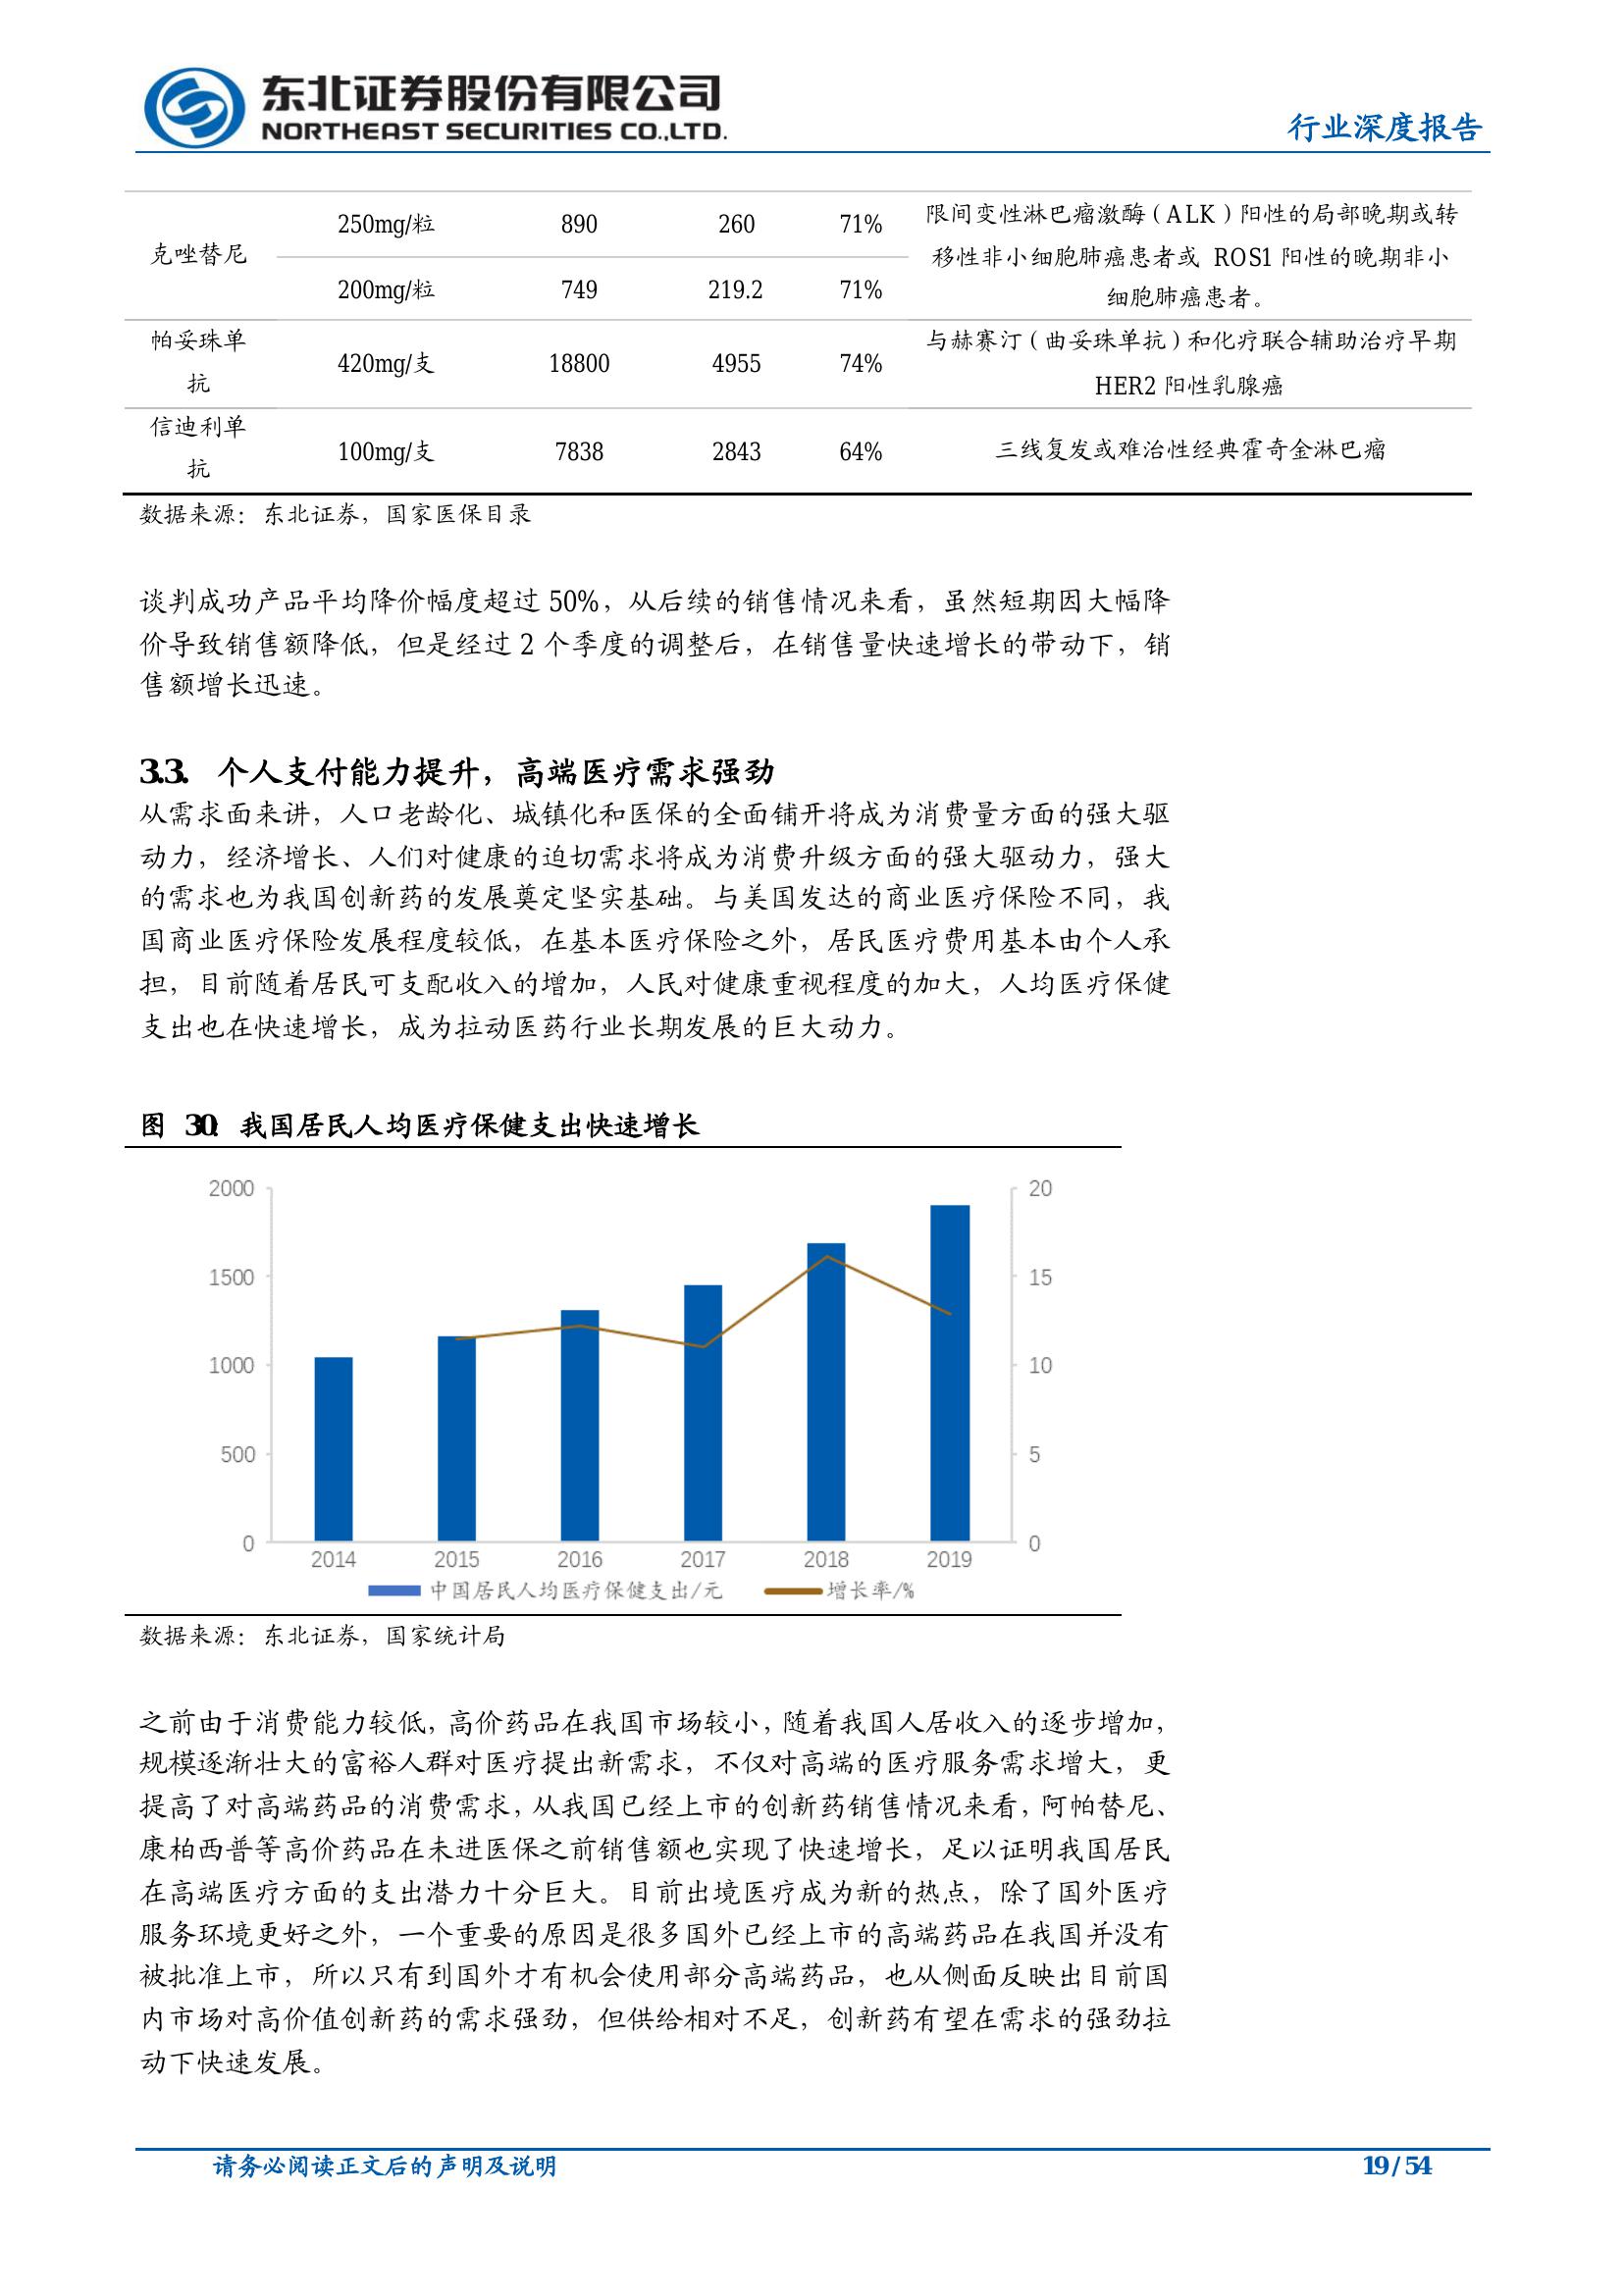 东北证券股份有限公司
NORTHEAST SECURITIES CO.,LTD.
行业深度报告
克唑替尼
250mg/粒 890 260 71%
200mg/粒 749 219.2 71%
限间变性淋巴瘤激酶（ALK）阳性的局部晚期或转
移性非小细胞肺癌患者或 ROS1 阳性的晚期非小
细胞肺癌患者。
帕妥珠单
抗
420mg/支 18800 4955 74%
与赫赛汀（曲妥珠单抗）和化疗联合辅助治疗早期
HER2 阳性乳腺癌
信迪利单
抗
100mg/支 7838 2843 64% 三线复发或难治性经典霍奇金淋巴瘤
数据来源：东北证券，国家医保目录
谈判成功产品平均降价幅度超过 50%，从后续的销售情况来看，虽然短期因大幅降
价导致销售额降低，但是经过 2 个季度的调整后，在销售量快速增长的带动下，销
售额增长迅速。
3.3. 个人支付能力提升，高端医疗需求强劲
从需求面来讲，人口老龄化、城镇化和医保的全面铺开将成为消费量方面的强大驱
动力，经济增长、人们对健康的迫切需求将成为消费升级方面的强大驱动力，强大
的需求也为我国创新药的发展奠定坚实基础。与美国发达的商业医疗保险不同，我
国商业医疗保险发展程度较低，在基本医疗保险之外，居民医疗费用基本由个人承
担，目前随着居民可支配收入的增加，人民对健康重视程度的加大，人均医疗保健
支出也在快速增长，成为拉动医药行业长期发展的巨大动力。
图 30：我国居民人均医疗保健支出快速增长
2000 20
1500 15
1000 10
500 5
0 0
2014 2015 2016 2017 2018 2019
中国居民人均医疗保健支出/元 增长率/%
数据来源：东北证券，国家统计局
之前由于消费能力较低，高价药品在我国市场较小，随着我国人居收入的逐步增加，
规模逐渐壮大的富裕人群对医疗提出新需求，不仅对高端的医疗服务需求增大，更
提高了对高端药品的消费需求，从我国已经上市的创新药销售情况来看，阿帕替尼、
康柏西普等高价药品在未进医保之前销售额也实现了快速增长，足以证明我国居民
在高端医疗方面的支出潜力十分巨大。目前出境医疗成为新的热点，除了国外医疗
服务环境更好之外，一个重要的原因是很多国外已经上市的高端药品在我国并没有
被批准上市，所以只有到国外才有机会使用部分高端药品，也从侧面反映出目前国
内市场对高价值创新药的需求强劲，但供给相对不足，创新药有望在需求的强劲拉
动下快速发展。
请务必阅读正文后的声明及说明 19 / 54